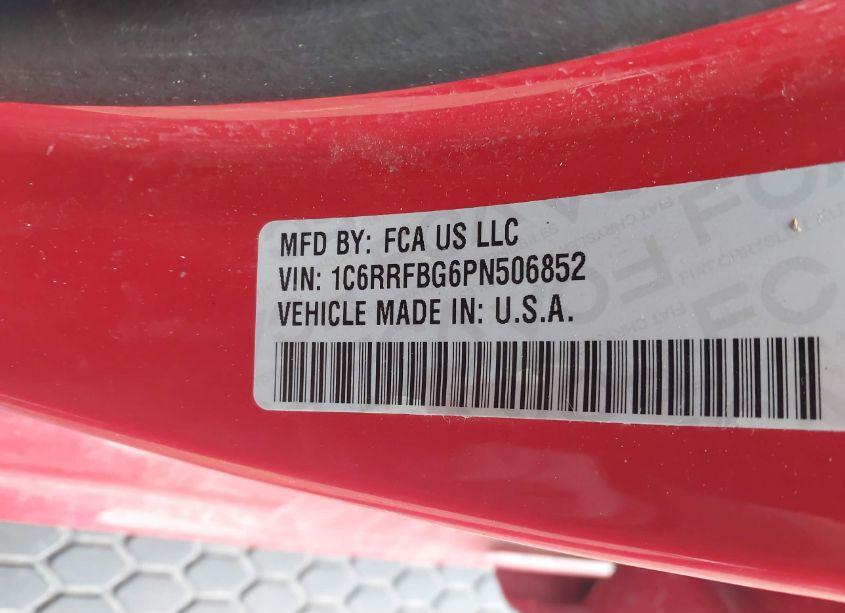 MFD BY: FCA US LLC
VIN: 1C6RRFBG6PN506852
VEHICLE MADE IN: U.S.A.